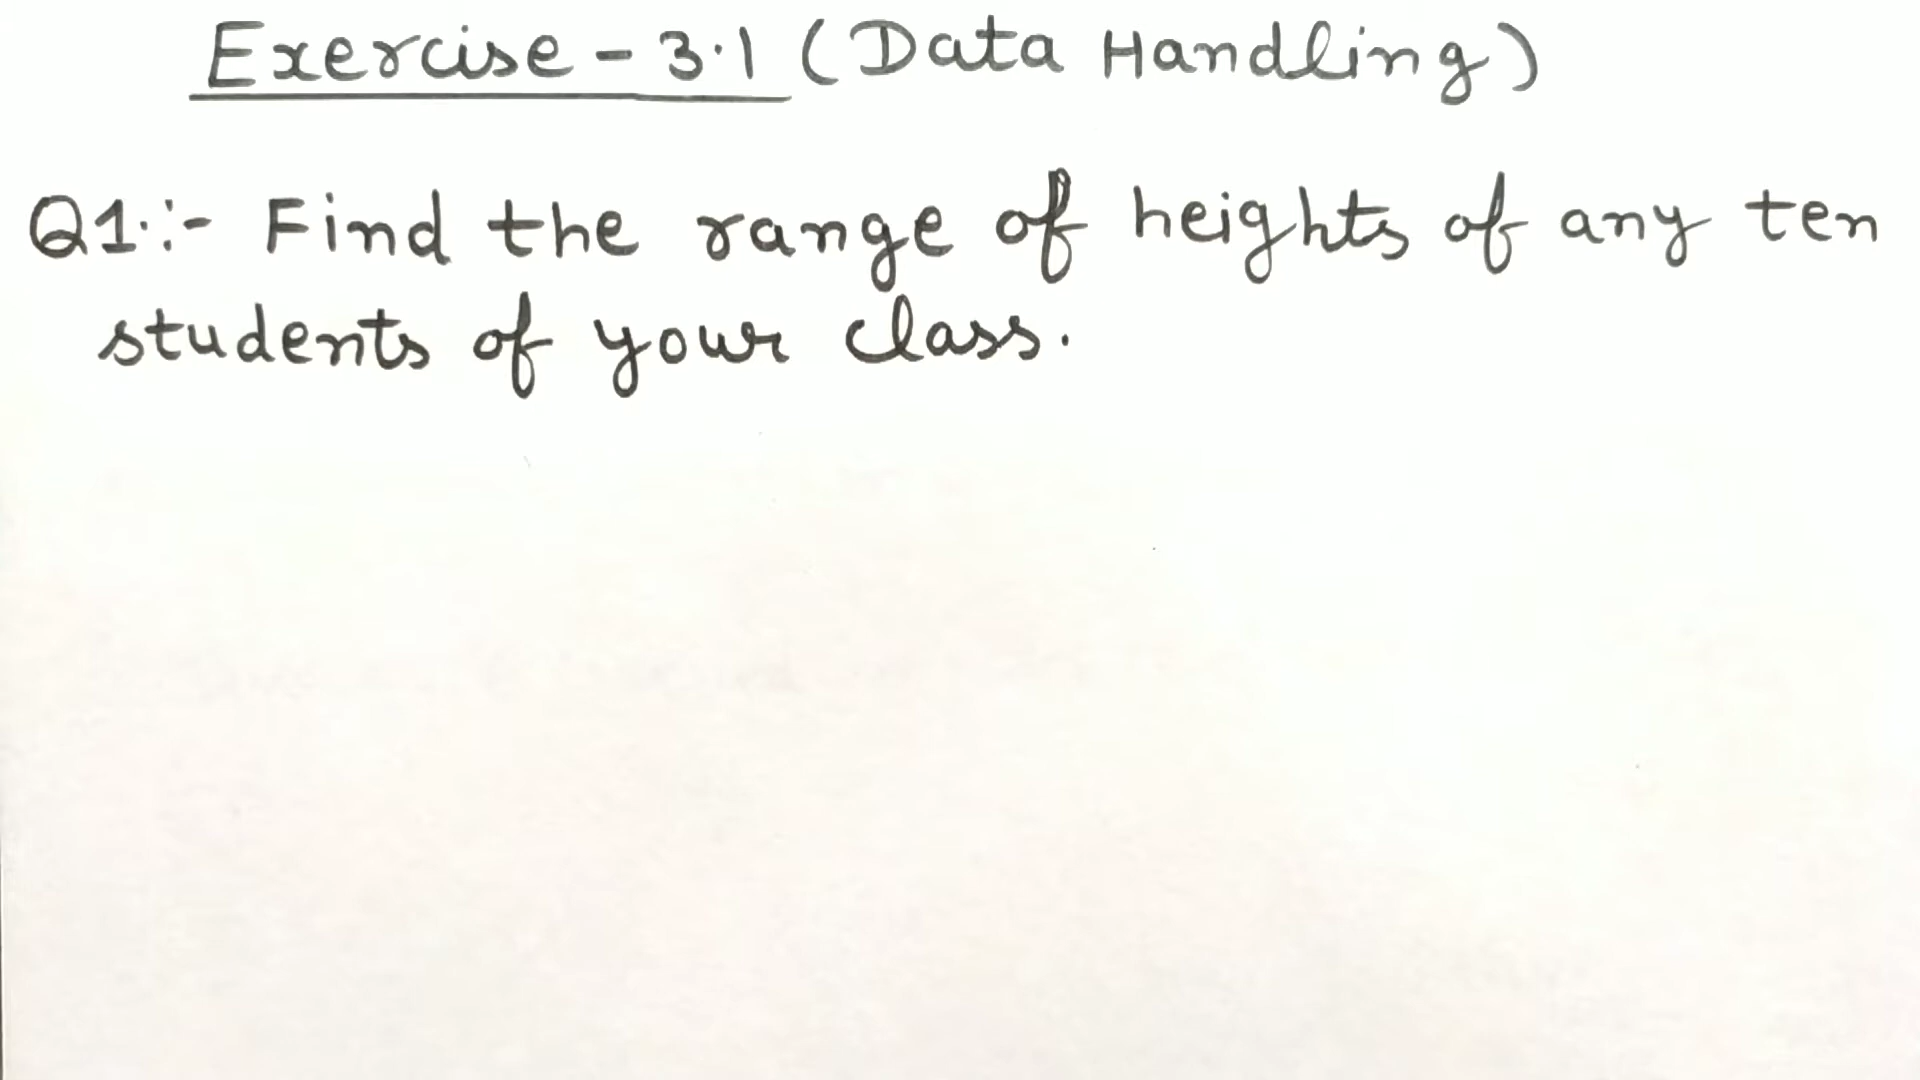 Exercise - 3.1 (Data Handling)
Q1.:- Find the range of heights of any ten
students of your class.